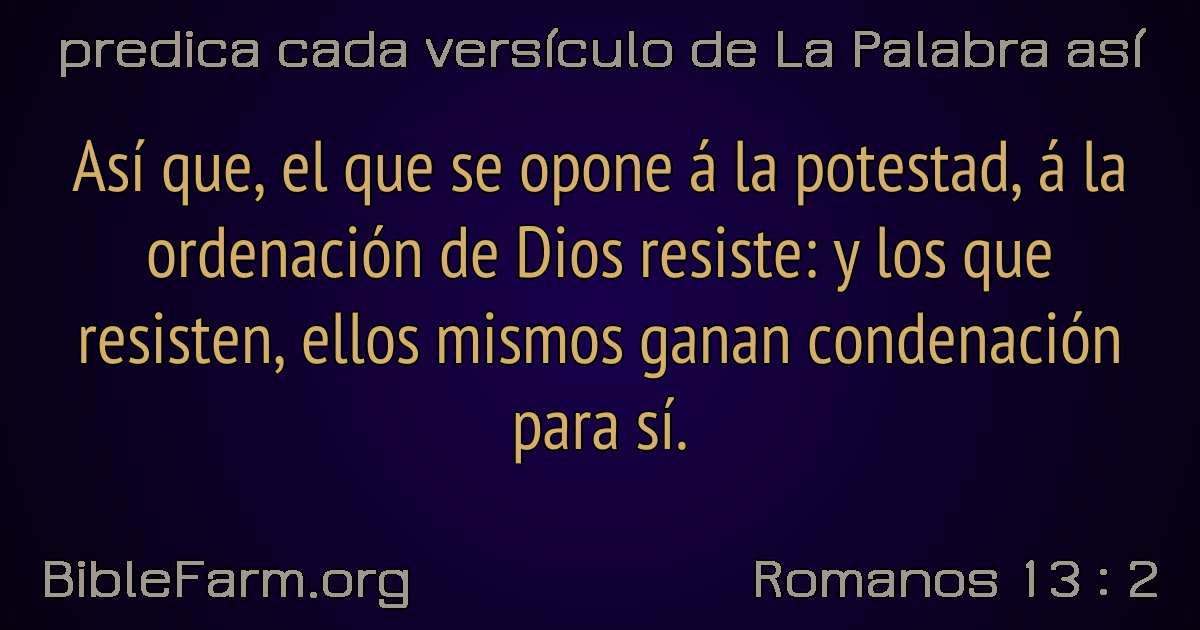 predica cada versículo de La Palabra así
Así que, el que se opone á la potestad, á la
ordenación de Dios resiste: y los que
resisten, ellos mismos ganan condenación
para sí.
BibleFarm.org
Romanos 13 : 2